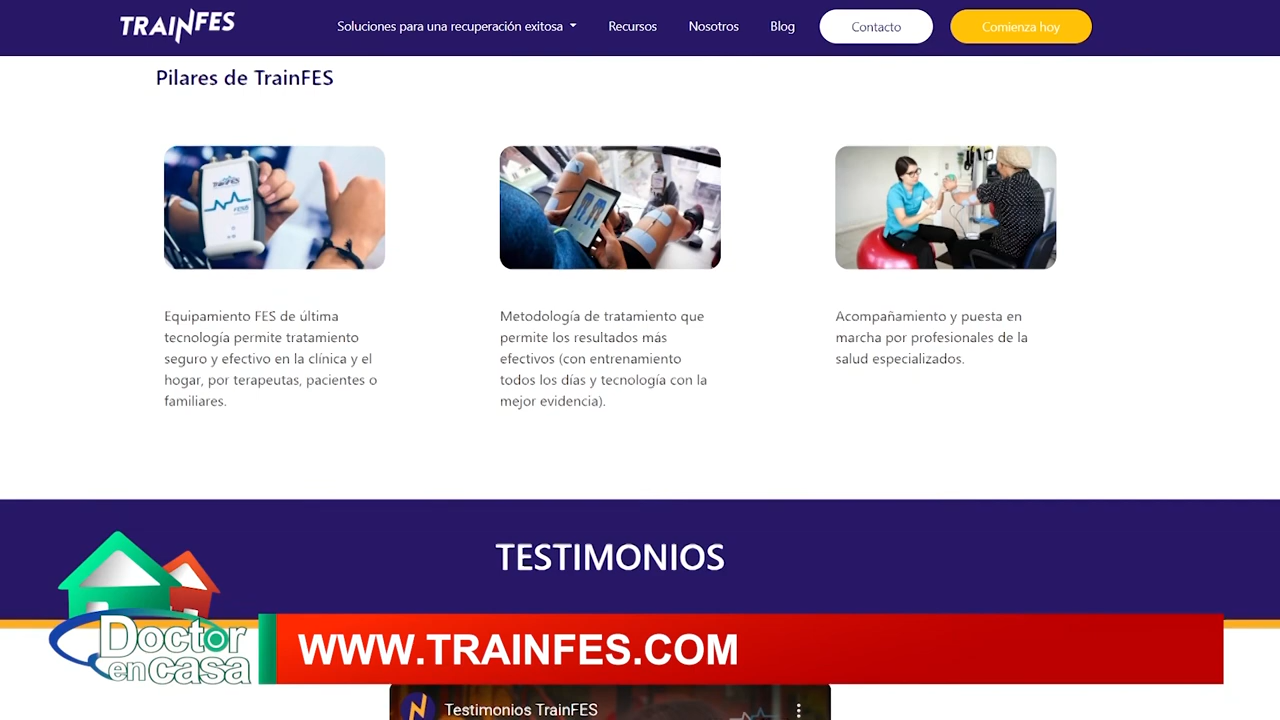 TRAINFES
Soluciones para una recuperación exitosa
Recursos
Nosotros
Blog
Contacto
Comienza hoy
Pilares de TrainFES
TrainFES
Equipamiento FES de última
tecnología permite tratamiento
seguro y efectivo en la clínica y el
hogar, por terapeutas, pacientes o
familiares.
Metodología de tratamiento que
permite los resultados más
efectivos (con entrenamiento
todos los días y tecnología con la
mejor evidencia).
Acompañamiento y puesta en
marcha por profesionales de la
salud especializados.
TESTIMONIOS
Doctor
en casa
WWW.TRAINFES.COM
Testimonios TrainFES